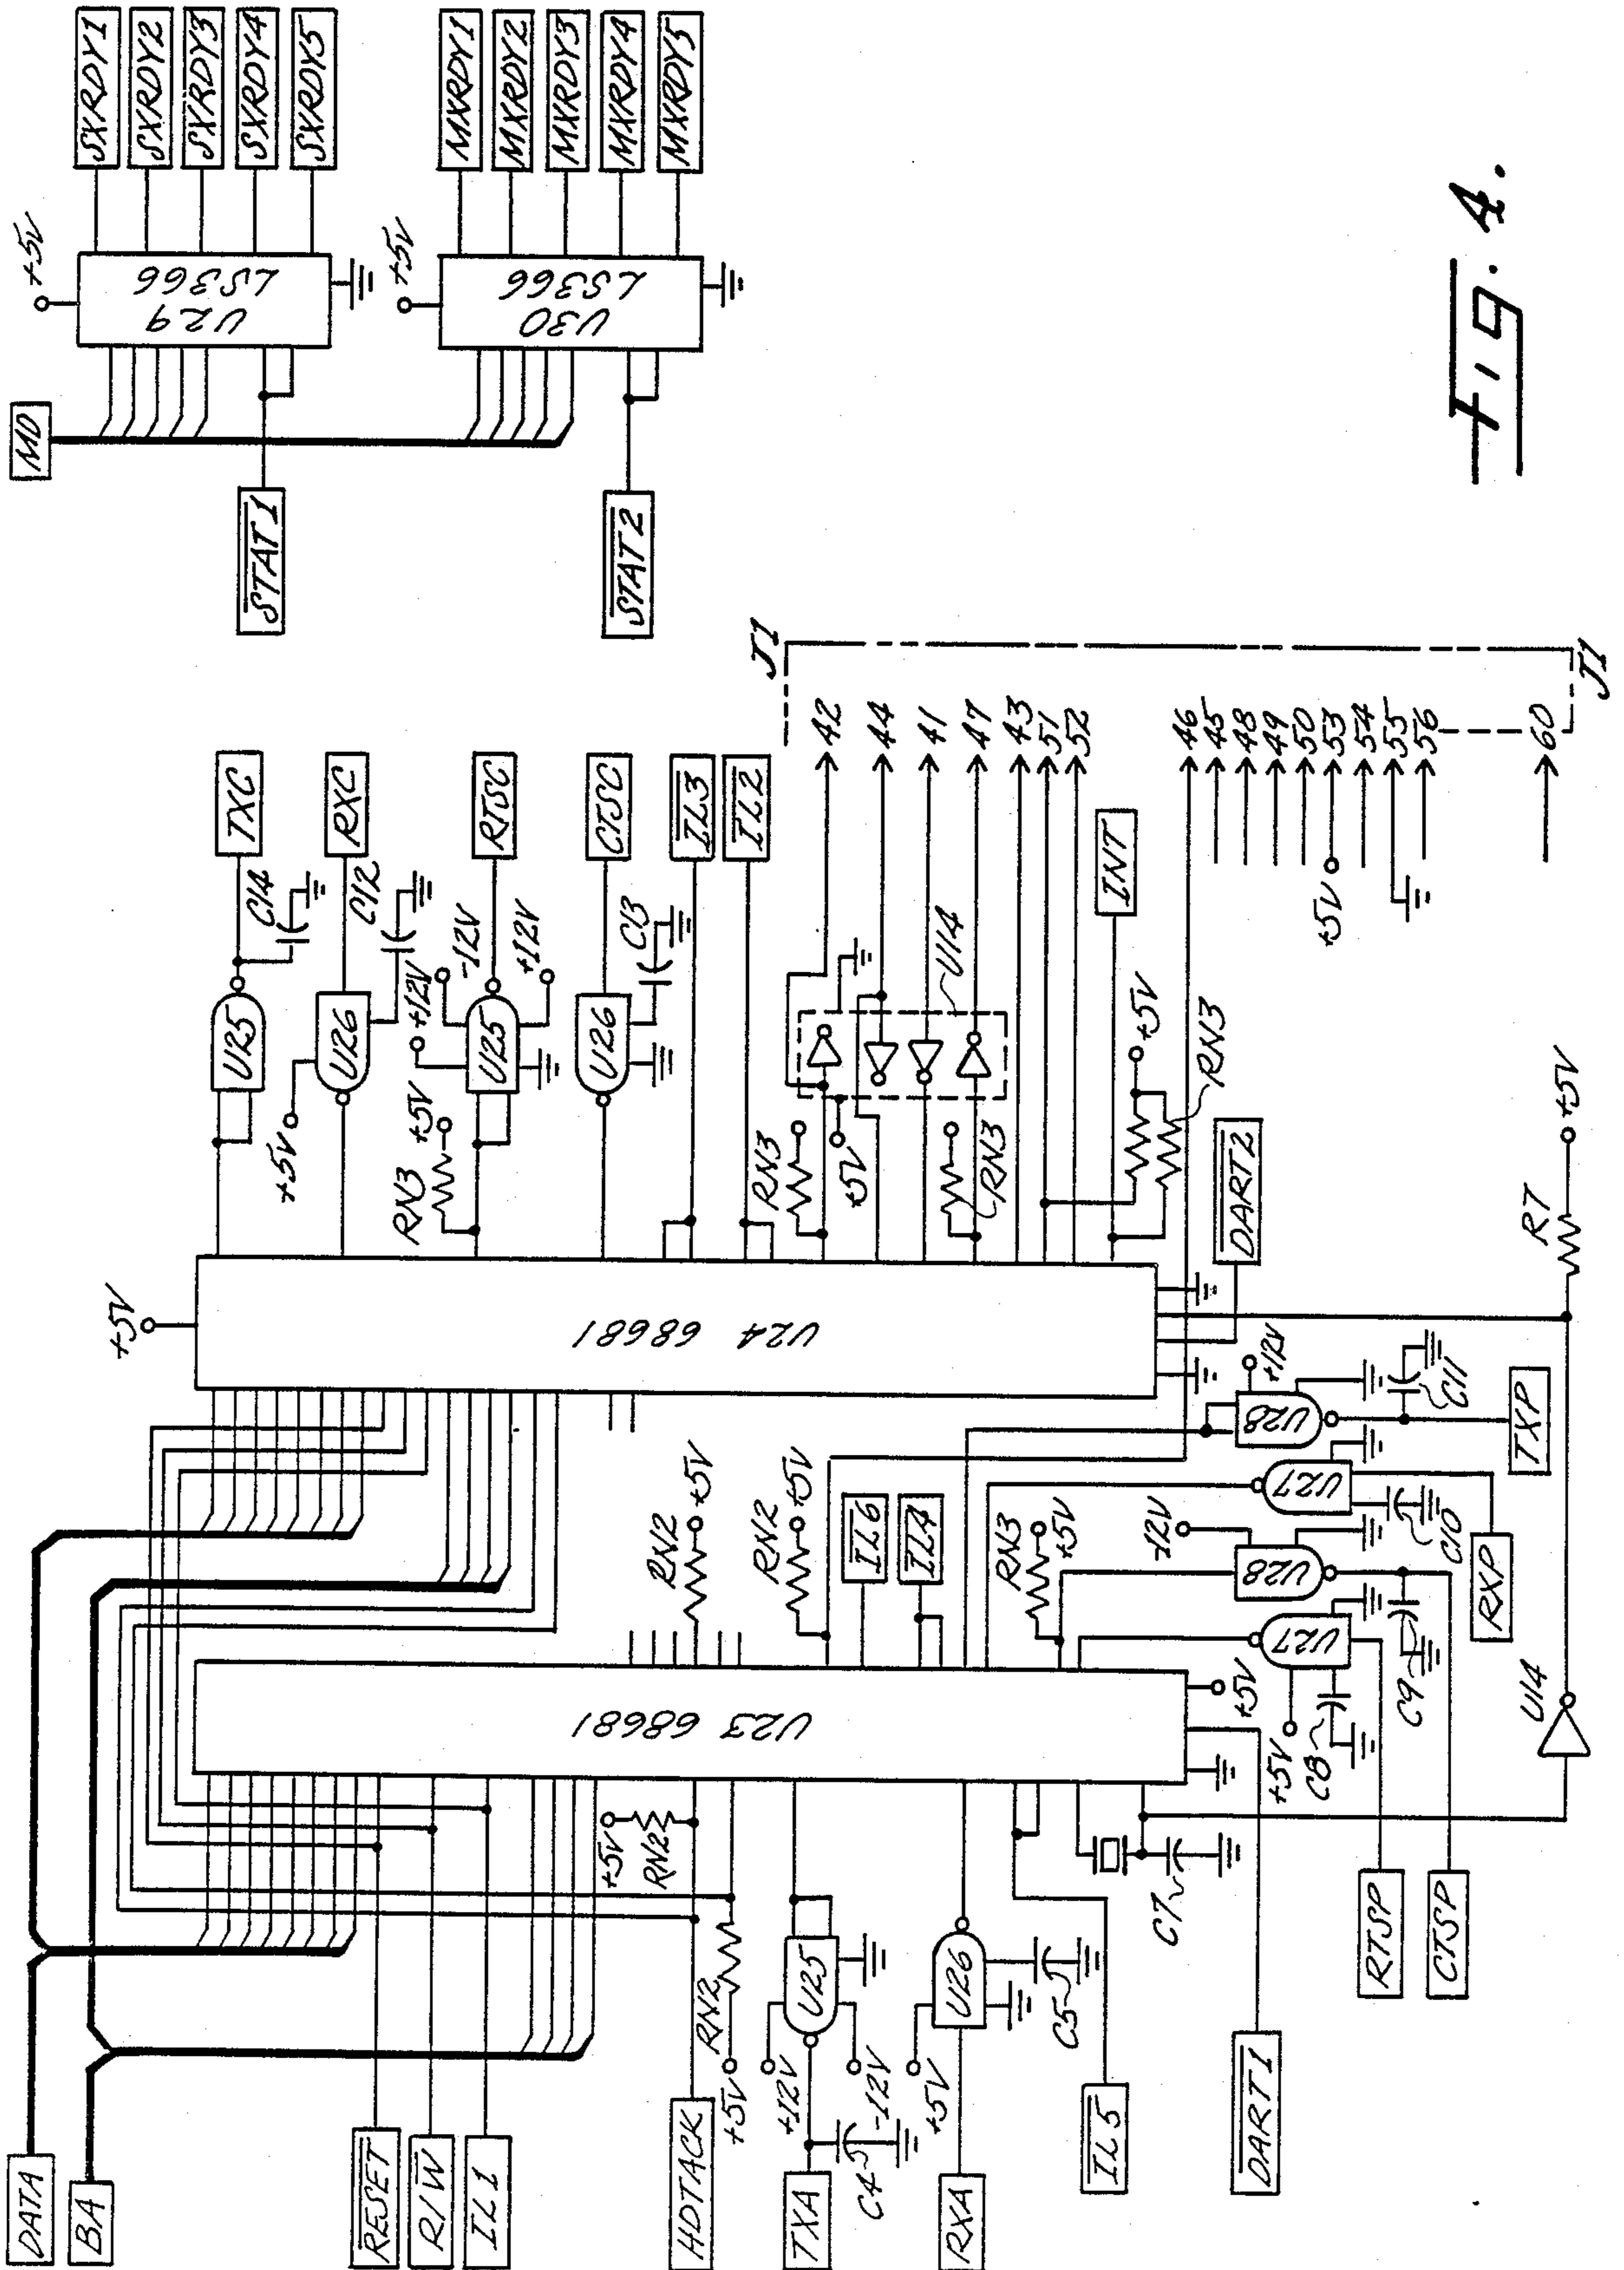 DATA
BA
RESET
R/W
IL1
HDTACK
TXA
RXA
IL5
DART1
RTSP
CTSP
RXP
TXP
+5V
RN2
RN2
+5V
+12V
-12V
U25
C4
+5V
U26
C5
C7
U23 68681
RN2
+5V
RN2
+5V
IL6
IL4
RN3
+5V
+5V
+5V
C8
U27
C9
-12V
U28
C10
U27
+12V
U28
C11
U14
R7
+5V
+5V
U24 68681
U25
C14
TXC
+5V
U26
C12
RXC
RN3
+5V
+12V
-12V
U25
+12V
RTSC
U26
C13
CTSC
IL3
IL2
RN3
+5V
U14
RN3
INT
+5V
RN3
DART2
J1
42
44
41
47
43
51
52
46
45
48
49
50
+5V
53
54
55
56
60
J1
MD
STAT1
STAT2
+5V
U29
LS366
SXRDY1
SXRDY2
SXRDY3
SXRDY4
SXRDY5
+5V
U30
LS366
MXRDY1
MXRDY2
MXRDY3
MXRDY4
MXRDY5
Fig. 4.